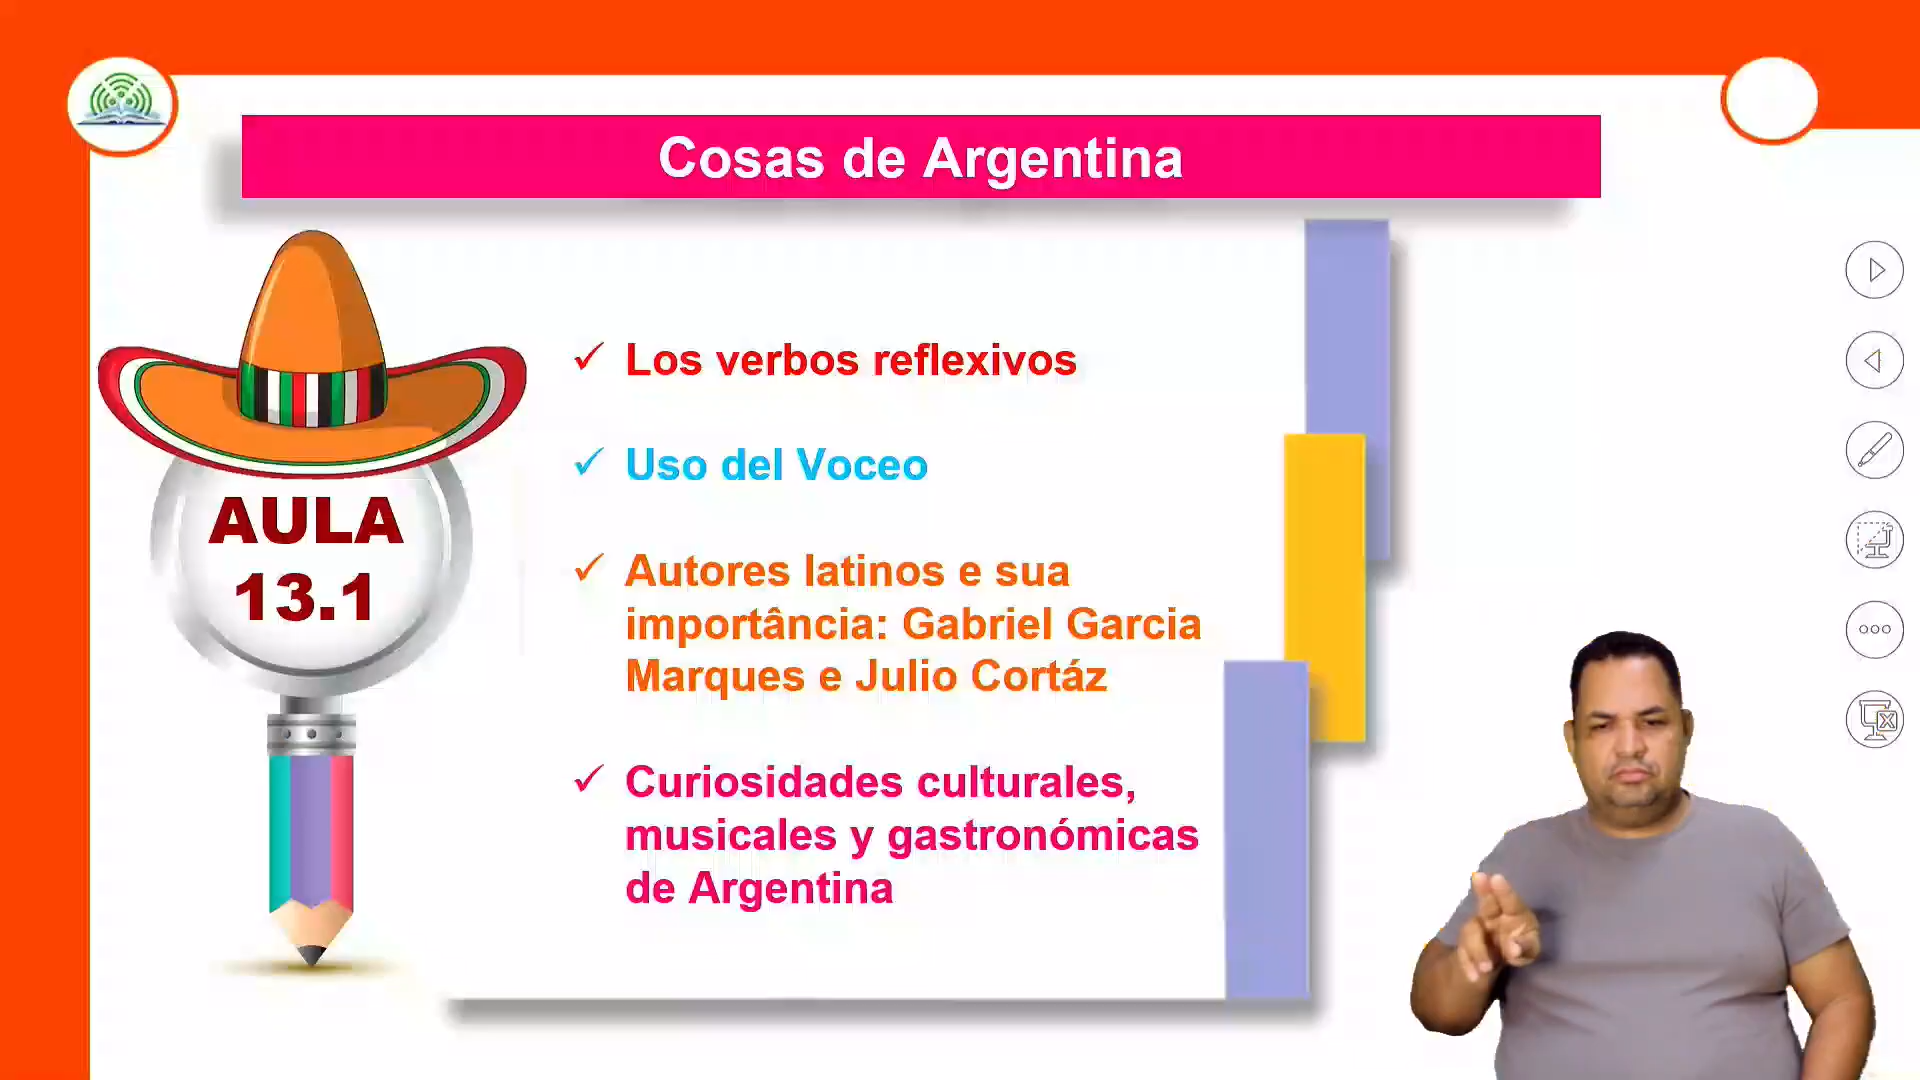 Cosas de Argentina
AULA
13.1
Los verbos reflexivos
Uso del Voceo
Autores latinos e sua
importância: Gabriel Garcia
Marques e Julio Cortáz
Curiosidades culturales,
musicales y gastronómicas
de Argentina